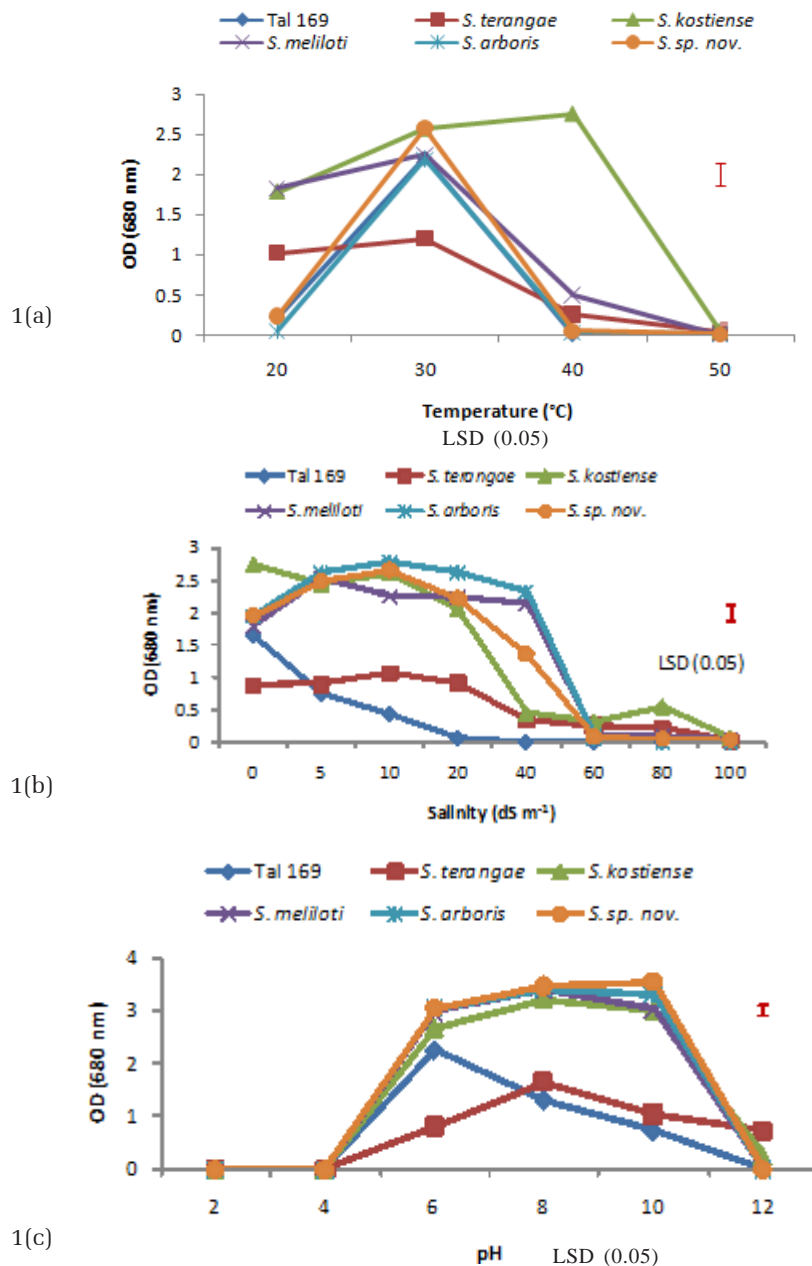 Tal 169 S. terangae S. kostiense
S. meliloti S. arboris S. sp. nov.
3
2.5
2
1.5
1
0.5
0
OD (680 nm)
1(a)
20 30 40 50
Temperature (°C)
LSD (0.05)
Tal 169 S. terangae S. kostiense
S. meliloti S. arboris S. sp. nov.
3
2.5
2
1.5
1
0.5
0
OD (680 nm)
LSD (0.05)
0 5 10 20 40 60 80 100
1(b)
Salinity (dS m⁻¹)
Tal 169 S. terangae S. kostiense
S. meliloti S. arboris S. sp. nov.
4
3
2
1
0
OD (680 nm)
2 4 6 8 10 12
1(c)
pH LSD (0.05)